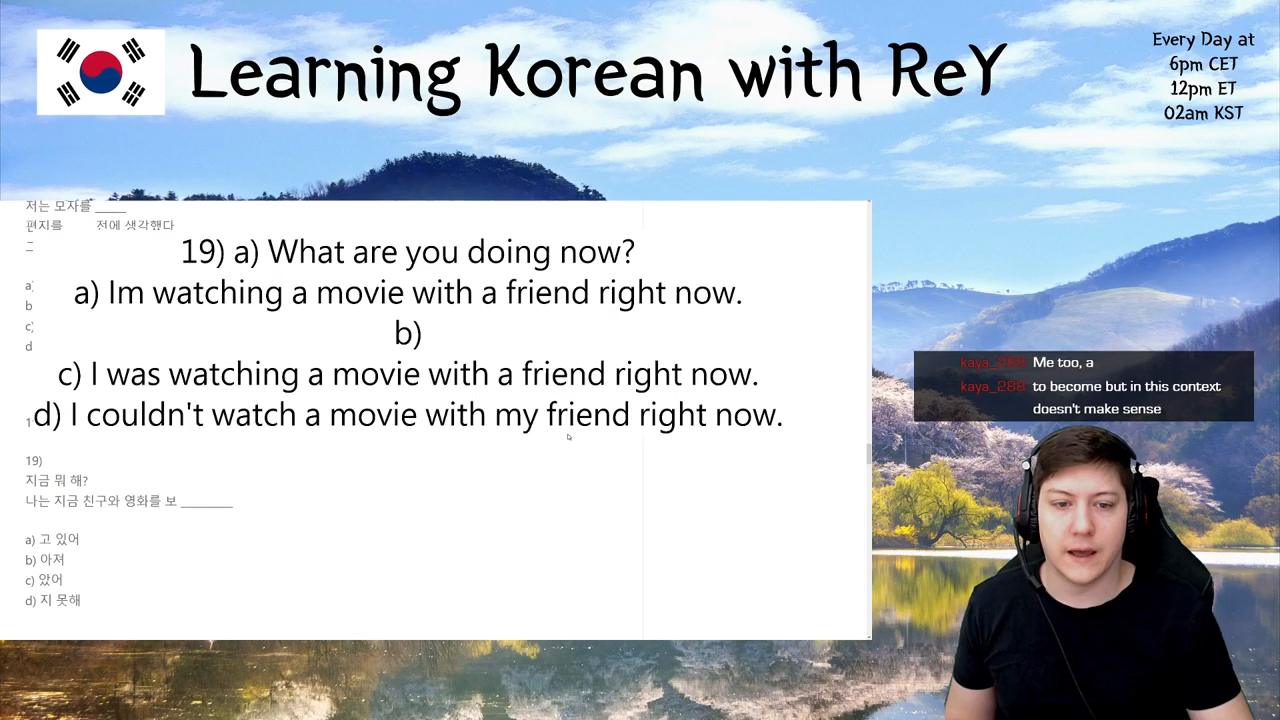 Learning Korean with ReY
Every Day at
6pm CET
12pm ET
02am KST
저는 모자를 _____
편지를 전에 생각했다
19) a) What are you doing now?
a) Im watching a movie with a friend right now.
b)
c) I was watching a movie with a friend right now.
d) I couldn't watch a movie with my friend right now.
a)
b
c)
d
19)
지금 뭐 해?
나는 지금 친구와 영화를 보 ________
a) 고 있어
b) 아져
c) 았어
d) 지 못해
Me too, a
kaya_288: to become but in this context
doesn't make sense